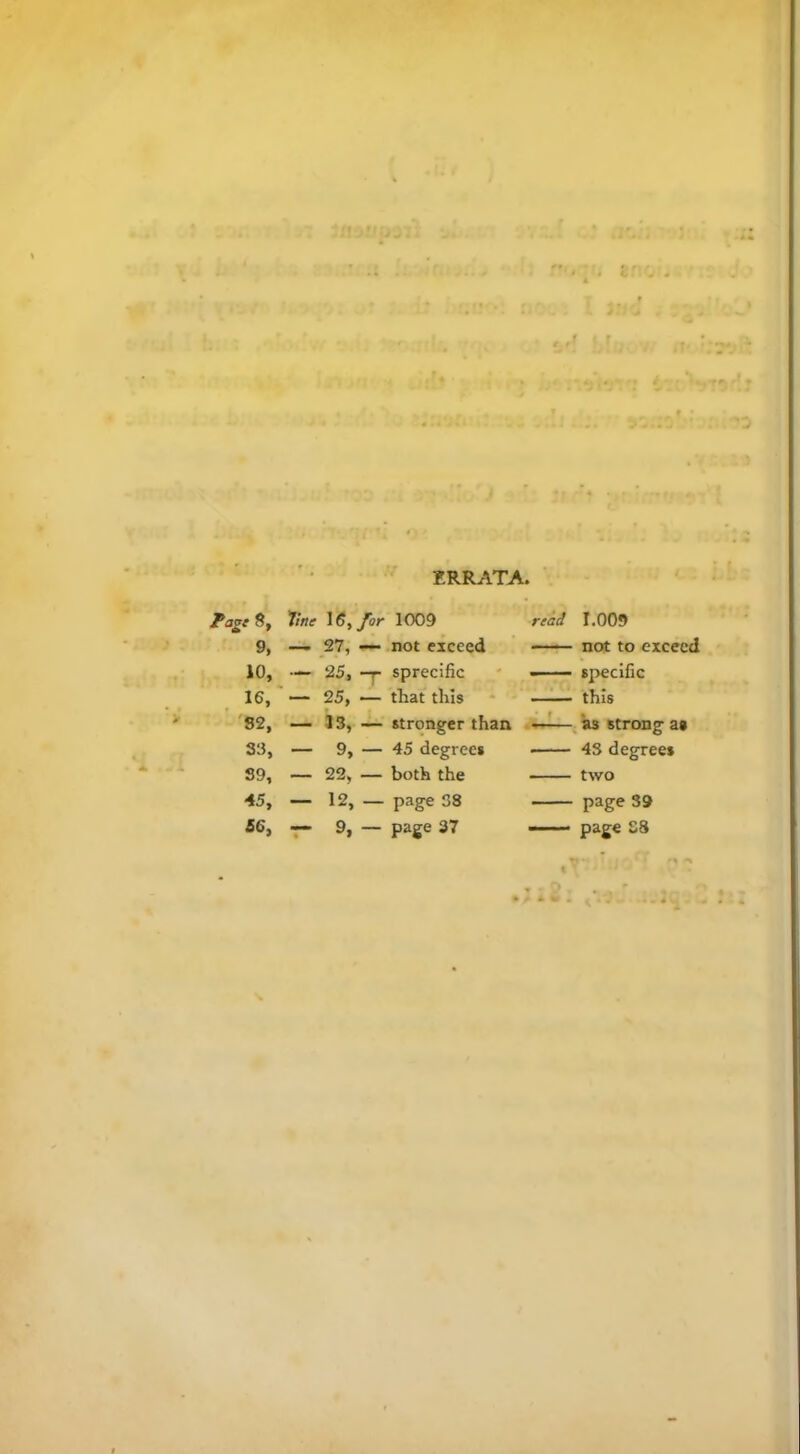 ERRATA.
Page 8, line 16, for 1009 read 1.009
9, — 27, — not exceed —— not to exceed
10, — 25, — sprecific —— specific
16, — 25, — that this —— this
32, — 13, — stronger than —— as strong as
33, — 9, — 45 degrees —— 43 degrees
39, — 22, — both the —— two
45, — 12, — page 38 —— page 39
56, — 9, — page 37 —— page 38